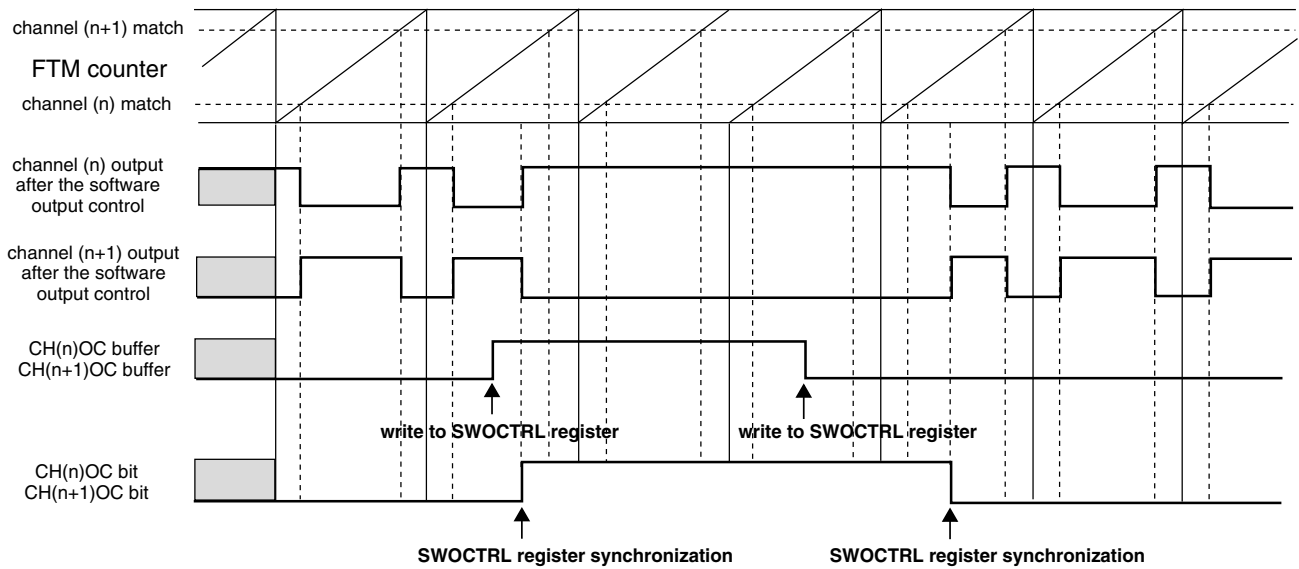 channel (n+1) match
FTM counter
channel (n) match
channel (n) output
after the software
output control
channel (n+1) output
after the software
output control
CH(n)OC buffer
CH(n+1)OC buffer
write to SWOCTRL register
write to SWOCTRL register
CH(n)OC bit
CH(n+1)OC bit
SWOCTRL register synchronization
SWOCTRL register synchronization